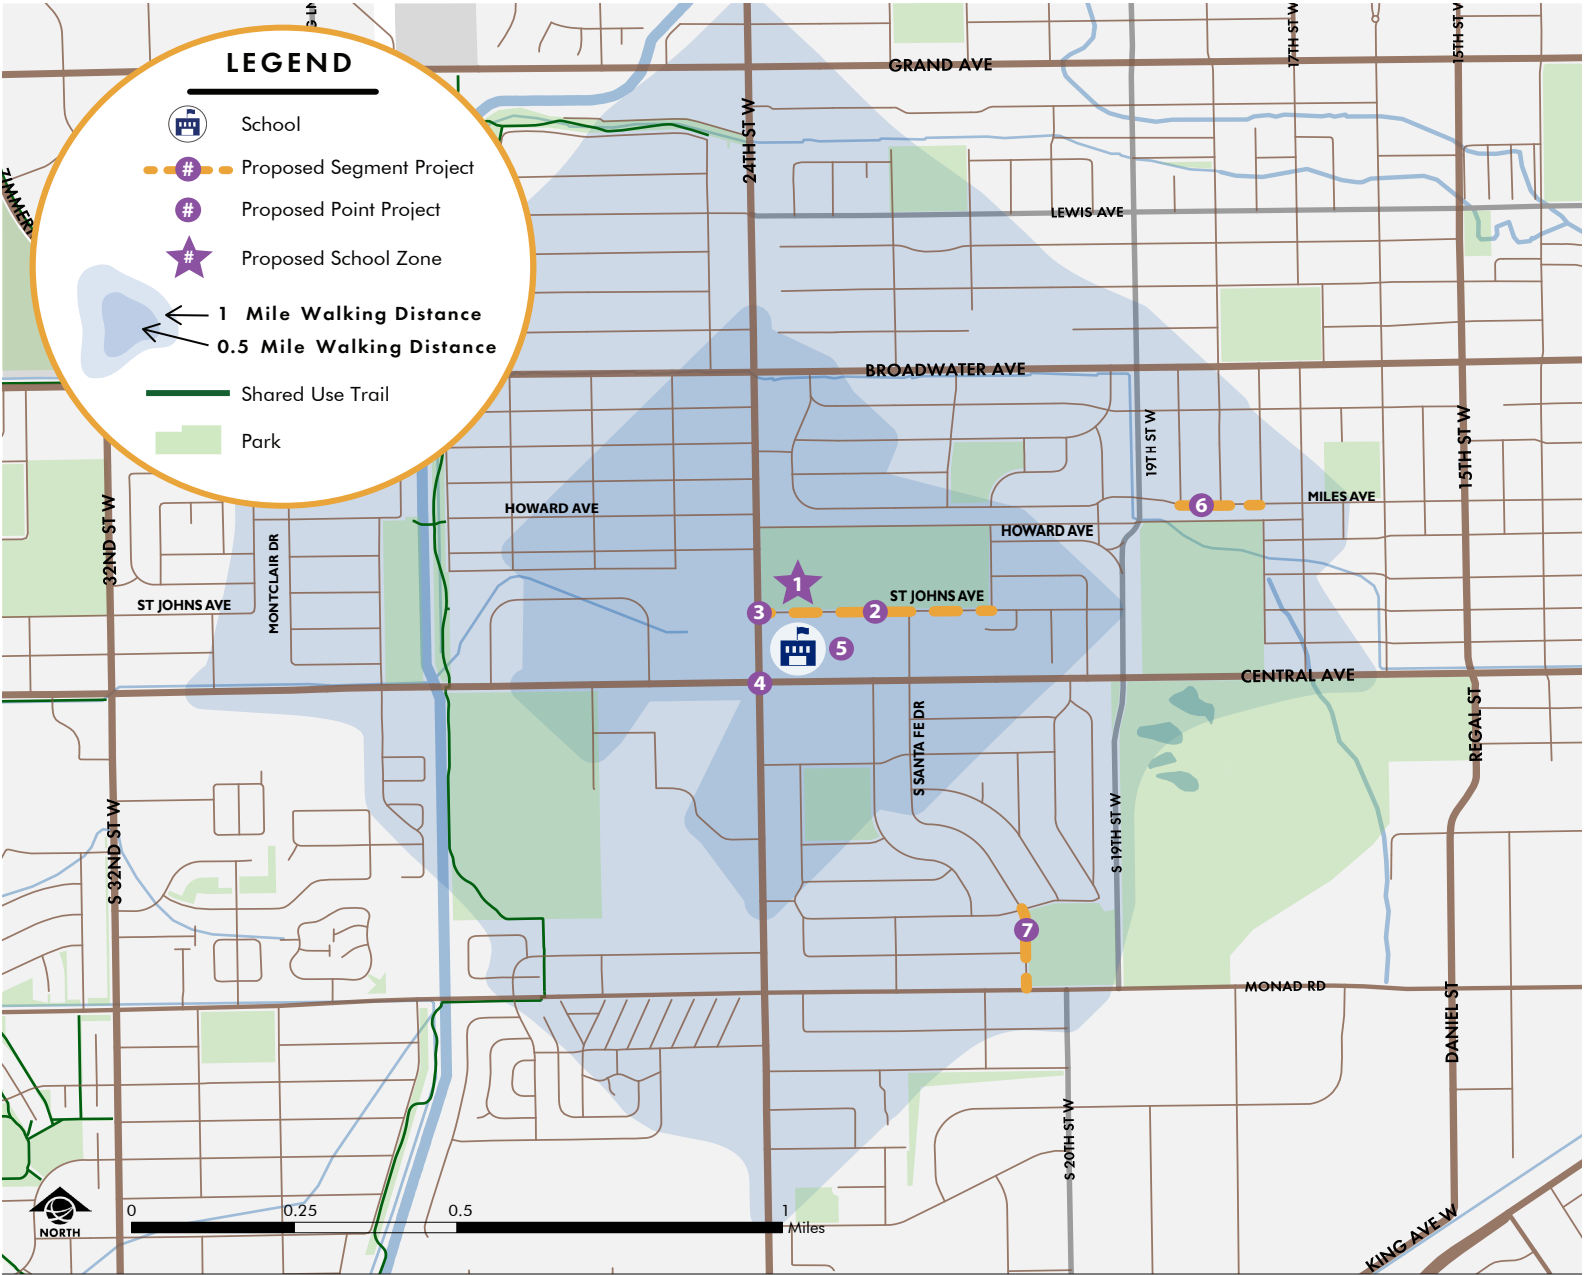 LEGEND
School
# Proposed Segment Project
# Proposed Point Project
# Proposed School Zone
1 Mile Walking Distance
0.5 Mile Walking Distance
Shared Use Trail
Park
GRAND AVE
24TH ST W
17TH ST W
15TH ST W
LEWIS AVE
BROADWATER AVE
19TH ST W
15TH ST W
6
MILES AVE
HOWARD AVE
HOWARD AVE
32ND ST W
MONTCLAIR DR
ST JOHNS AVE
1
ST JOHNS AVE
3
2
5
4
CENTRAL AVE
S SANTA FE DR
REGAL ST
S 32ND ST W
S 19TH ST W
7
MONAD RD
DANIEL ST
S 20TH ST W
KING AVE W
NORTH
0 0.25 0.5 1
Miles